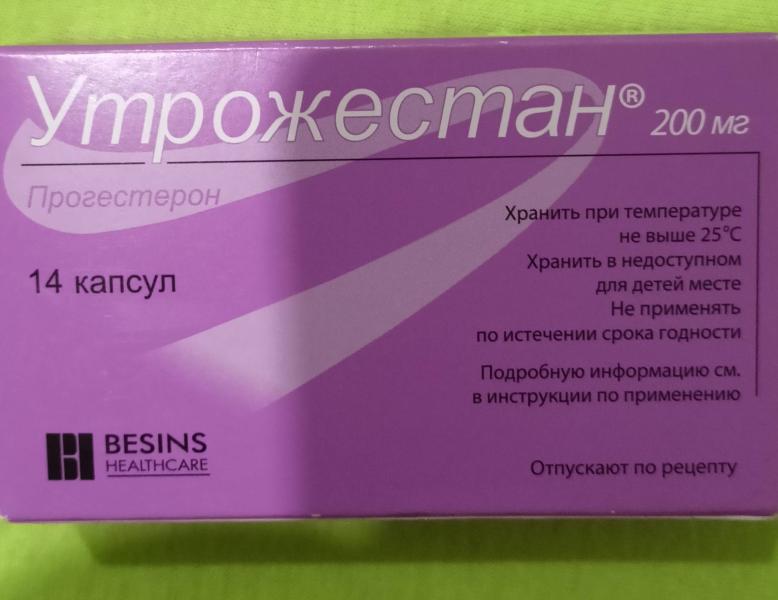 Утрожестан® 200 мг
Прогестерон
14 капсул
Хранить при температуре
не выше 25°C
Хранить в недоступном
для детей месте
Не применять
по истечении срока годности
Подробную информацию см.
в инструкции по применению
BESINS
HEALTHCARE
Отпускают по рецепту